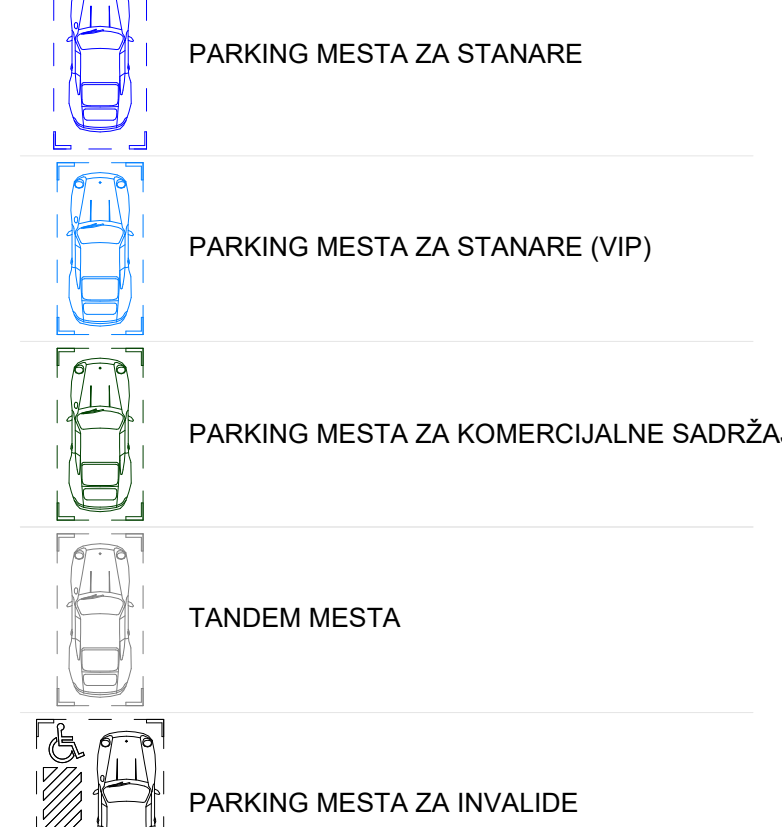 PARKING MESTA ZA STANARE
PARKING MESTA ZA STANARE (VIP)
PARKING MESTA ZA KOMERCIJALNE
TANDEM MESTA
PARKING MESTA ZA INVALIDE